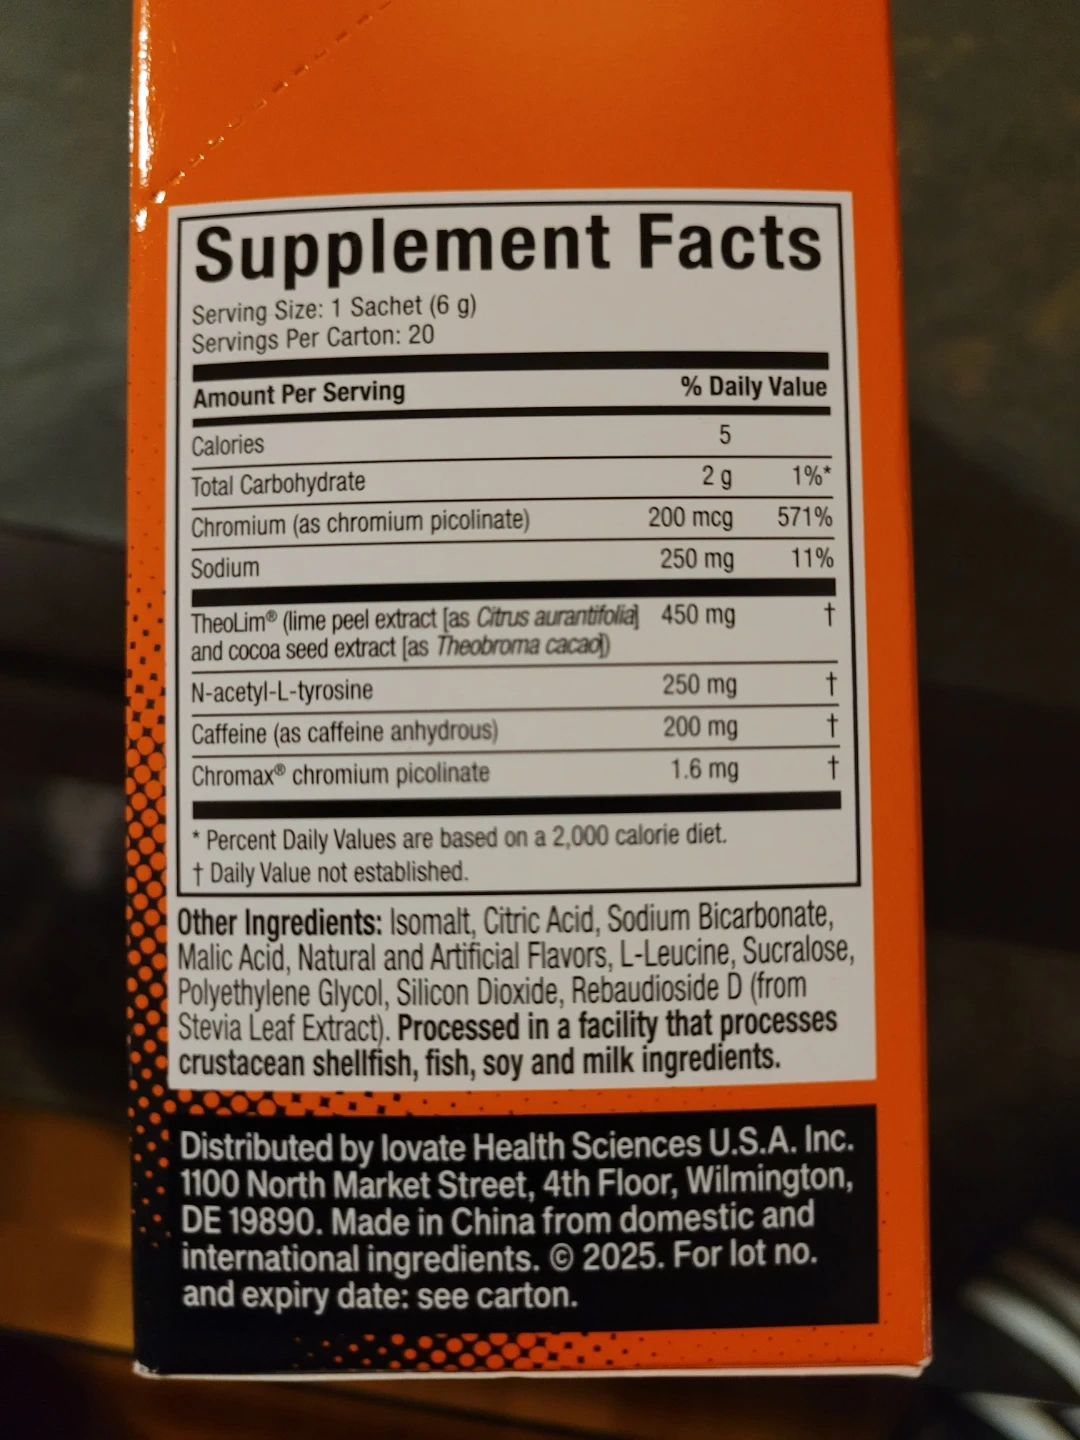 Supplement Facts
Serving Size: 1 Sachet (6 g)
Servings Per Carton: 20
Amount Per Serving % Daily Value
Calories 5
Total Carbohydrate 2 g 1%*
Chromium (as chromium picolinate) 200 mcg 571%
Sodium 250 mg 11%
TheoLim® (lime peel extract [as Citrus aurantifolia] 450 mg †
and cocoa seed extract [as Theobroma cacao])
N-acetyl-L-tyrosine 250 mg †
Caffeine (as caffeine anhydrous) 200 mg †
Chromax® chromium picolinate 1.6 mg †
* Percent Daily Values are based on a 2,000 calorie diet.
† Daily Value not established.
Other Ingredients: Isomalt, Citric Acid, Sodium Bicarbonate,
Malic Acid, Natural and Artificial Flavors, L-Leucine, Sucralose,
Polyethylene Glycol, Silicon Dioxide, Rebaudioside D (from
Stevia Leaf Extract). Processed in a facility that processes
crustacean shellfish, fish, soy and milk ingredients.
Distributed by Iovate Health Sciences U.S.A. Inc.
1100 North Market Street, 4th Floor, Wilmington,
DE 19890. Made in China from domestic and
international ingredients. © 2025. For lot no.
and expiry date: see carton.